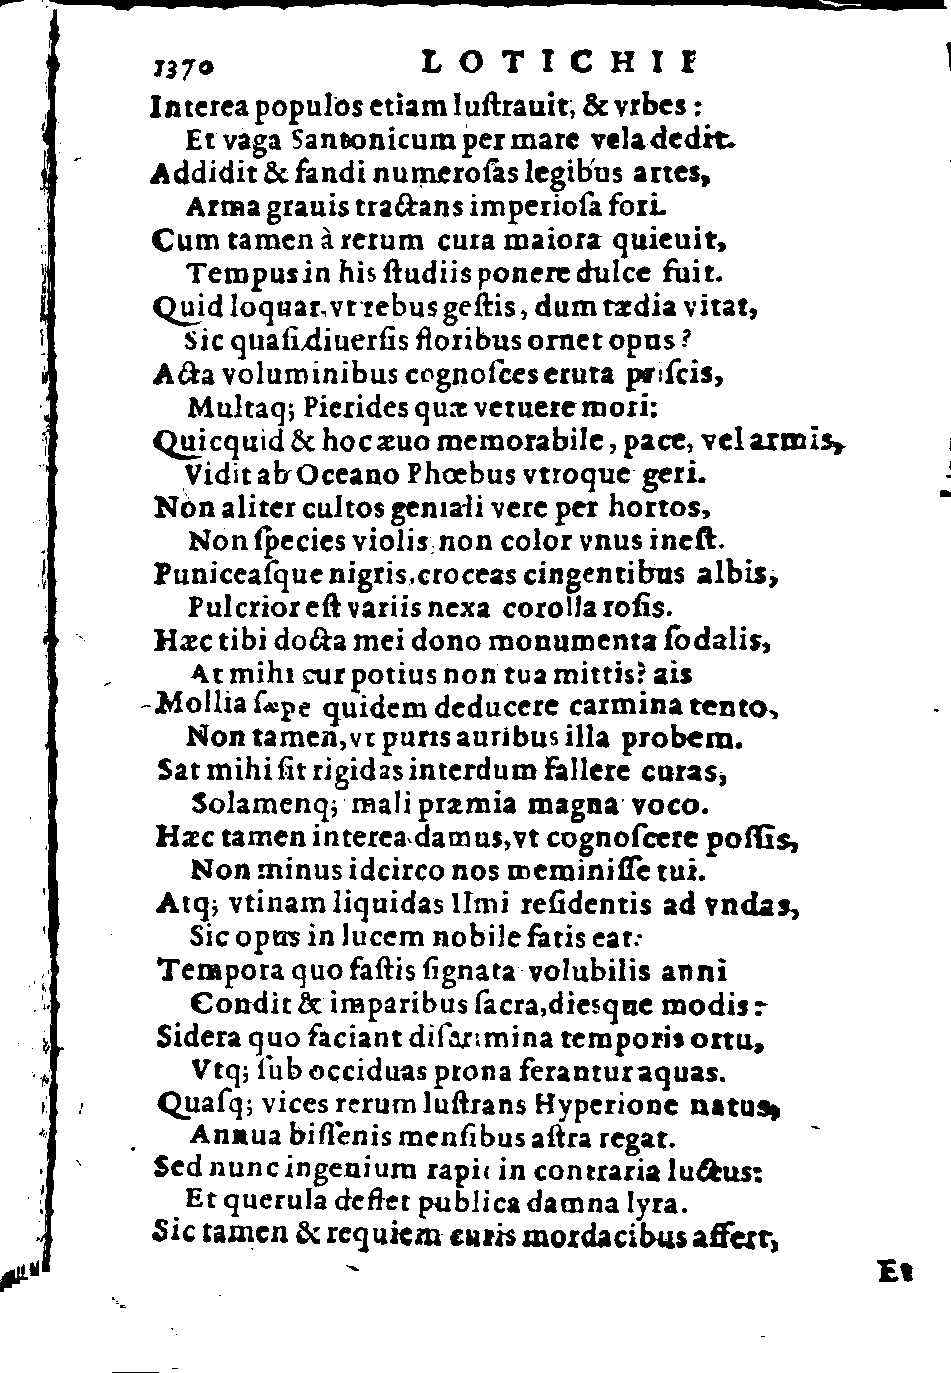 1370 LOTICHII
Interea populos etiam luſtrauit, & vrbes:
Et vaga Santonicum per mare vela dedit.
Addidit & fandi numeroſas legibus artes,
Arma grauis tractans imperioſa fori.
Cum tamen à rerum cura maiora quieuit,
Tempus in his ſtudiis ponere dulce fuit.
Quid loquar, vt rebus geſtis, dum tædia vitat,
Sic quaſi diuerſis floribus ornet opus?
Acta voluminibus cognoſces eruta priſcis,
Multaq; Pierides quæ vetuere mori:
Quicquid & hoc æuo memorabile, pace, vel armis,
Vidit ab Oceano Phœbus vtroque geri.
Non aliter cultos geniali vere per hortos,
Non ſpecies violis, non color vnus ineſt.
Puniceaſque nigris, croceas cingentibus albis,
Pulcrior eſt variis nexa corolla roſis.
Hæc tibi docta mei dono monumenta ſodalis,
At mihi cur potius non tua mittis? ais
Mollia ſæpe quidem deducere carmina tento,
Non tamen, vt puris auribus illa probem.
Sat mihi ſit rigidas interdum fallere curas,
Solamenq; mali præmia magna voco.
Hæc tamen interea damus, vt cognoſcere poſſis,
Non minus idcirco nos meminiſſe tui.
Atq; vtinam liquidas Ilmi reſidentis ad vndas,
Sic opus in lucem nobile fatis eat:
Tempora quo faſtis ſignata volubilis anni
Condit & imparibus ſacra, dieſque modis:
Sidera quo faciant diſcrimina temporis ortu,
Vtq; ſub occiduas prona ferantur aquas.
Quaſq; vices rerum luſtrans Hyperione natus,
Annua biſſenis menſibus aſtra regat.
Sed nunc ingenium rapit in contraria luctus:
Et querula deflet publica damna lyra.
Sic tamen & requiem curis mordacibus affert,
Et